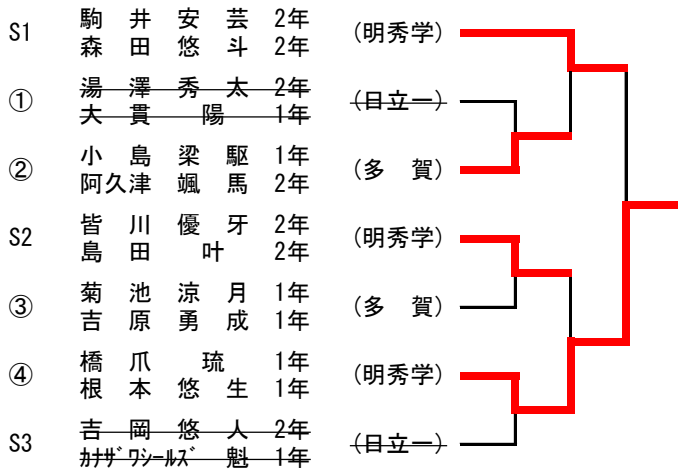 S1 駒井安芸 2年 (明秀学)
森田悠斗 2年
① 湯澤秀太 2年 (日立一)
大貫陽 1年
② 小島梁駆 1年 (多賀)
阿久津颯馬 2年
S2 皆川優牙 2年 (明秀学)
島田叶 2年
③ 菊池涼月 1年 (多賀)
吉原勇成 1年
④ 橋爪琉 1年 (明秀学)
根本悠生 1年
S3 吉岡悠人 2年 (日立一)
カナザワシールズ魁 1年